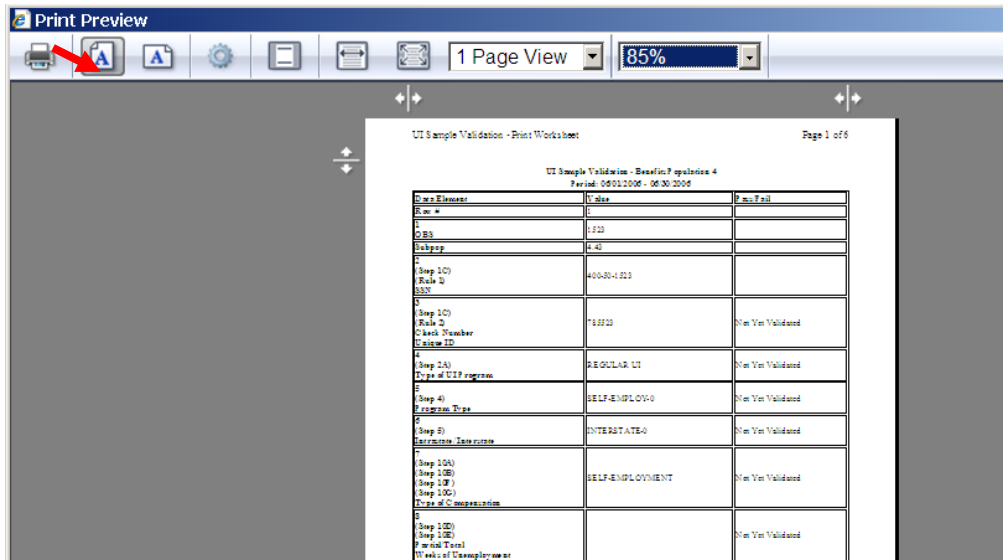 Print Preview
A A 1 Page View 85%
UI Sample Validation - Print Worksheet Page 1 of 6
UI Sample Validation - Benefits Population 4
Period: 06/01/2006 - 06/30/2006
Data Element Value Pass/Fail
Row # 1
1
OBS
1523
Subpop 4.43
2
(Step 1C)
(Rule 1)
SSN
400-50-1523
3
(Step 1C)
(Rule 2)
Check Number
Unique ID
785523 Not Yet Validated
4
(Step 2A)
Type of UI Program
REGULAR UI Not Yet Validated
5
(Step 4)
Program Type
SELF-EMPLOY-0 Not Yet Validated
6
(Step 5)
Intrastate/Interstate
INTERSTATE-0 Not Yet Validated
7
(Step 10A)
(Step 10B)
(Step 10F)
(Step 10G)
Type of Compensation
SELF-EMPLOYMENT Not Yet Validated
8
(Step 10D)
(Step 10E)
Partial/Total
Weeks of Unemployment
Not Yet Validated